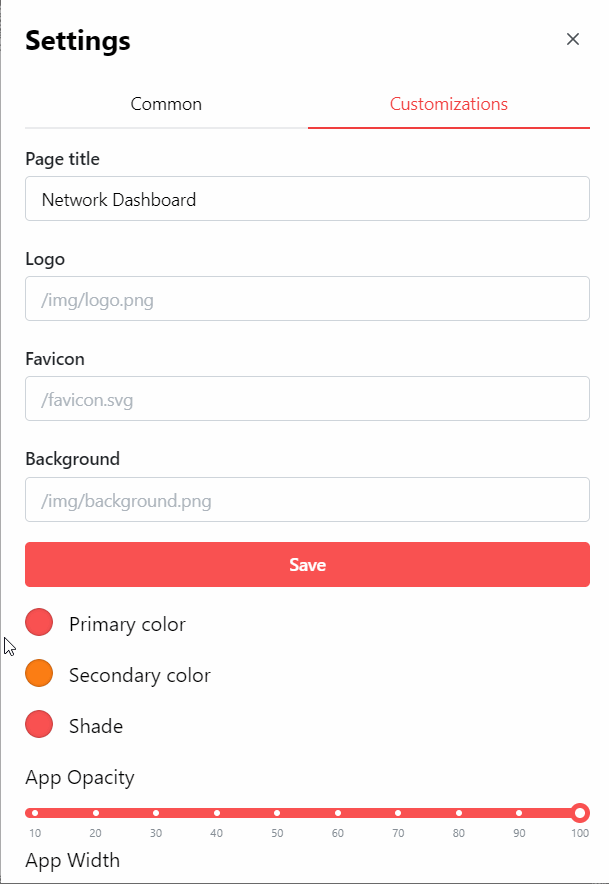 Settings
Common Customizations
Page title
Network Dashboard
Logo
/img/logo.png
Favicon
/favicon.svg
Background
/img/background.png
Save
Primary color
Secondary color
Shade
App Opacity
10 20 30 40 50 60 70 80 90 100
App Width